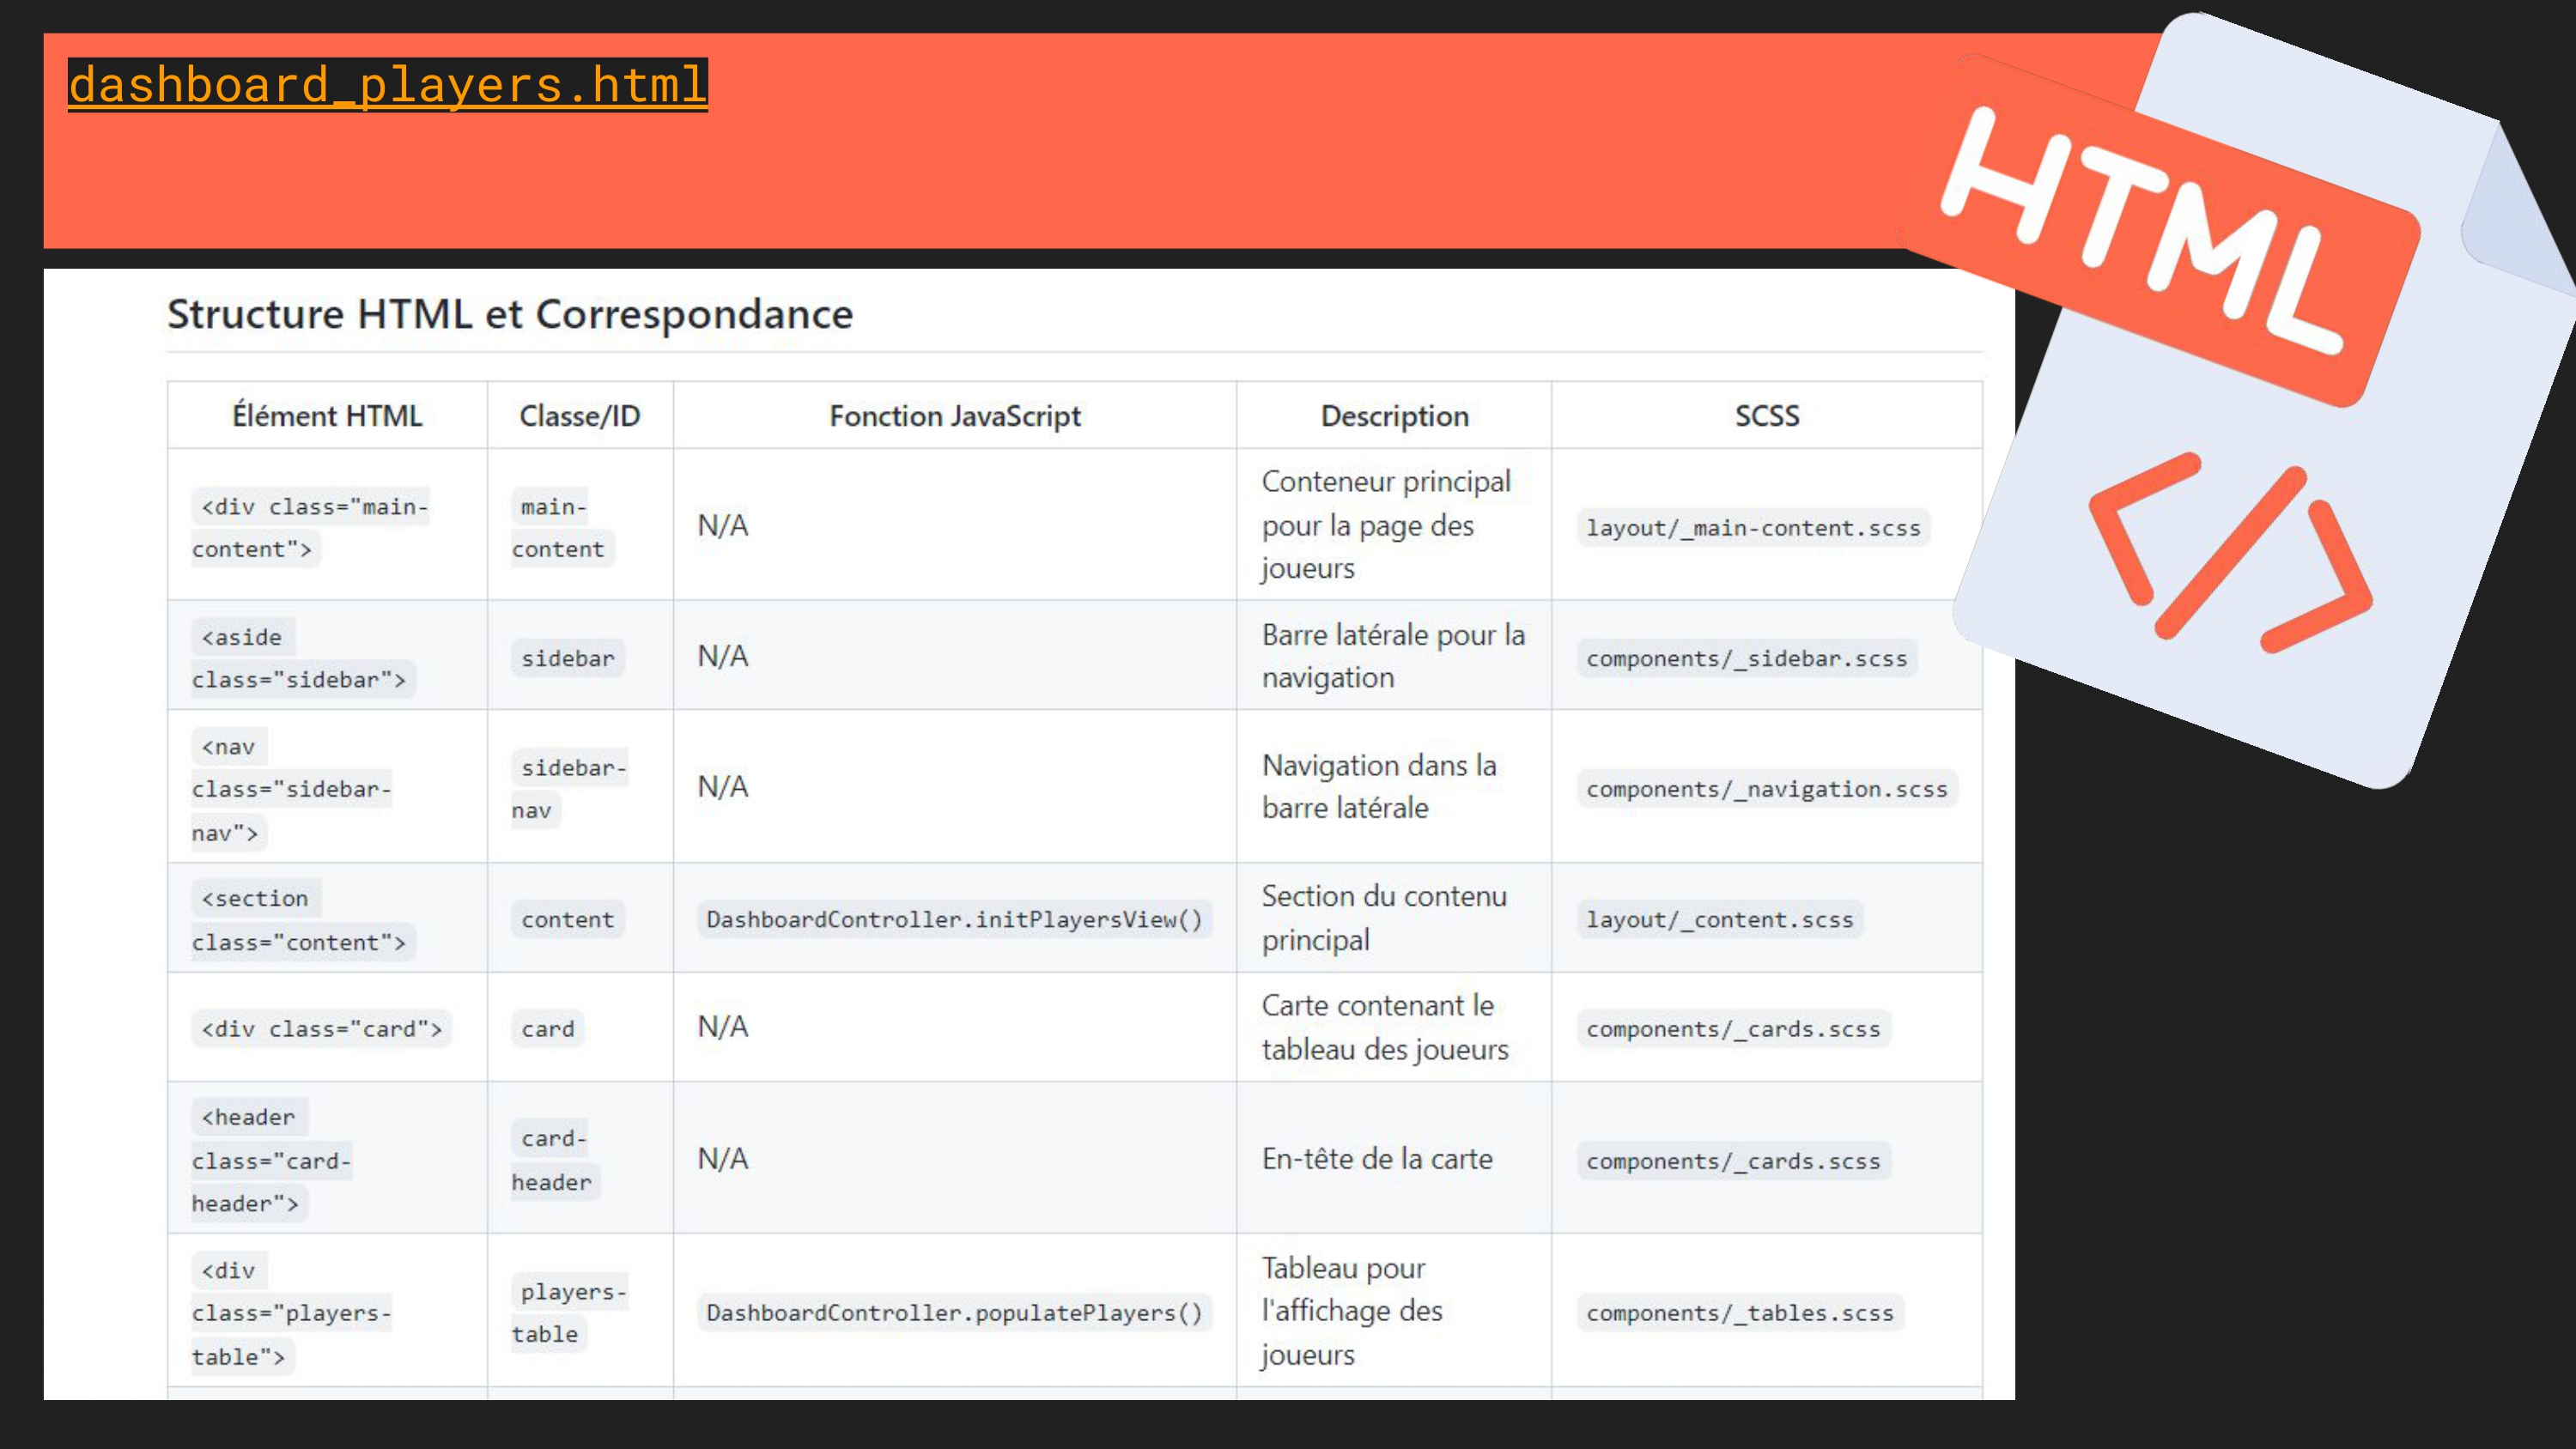 dashboard_players.html
HTML
</>
Structure HTML et Correspondance
Élément HTML Classe/ID Fonction JavaScript Description SCSS
<div class="main-
content">
main-
content
N/A
Conteneur principal
pour la page des
joueurs
layout/_main-content.scss
<aside
class="sidebar">
sidebar
N/A
Barre latérale pour la
navigation
components/_sidebar.scss
<nav
class="sidebar-
nav">
sidebar-
nav
N/A
Navigation dans la
barre latérale
components/_navigation.scss
<section
class="content">
content
DashboardController.initPlayersView()
Section du contenu
principal
layout/_content.scss
<div class="card">
card
N/A
Carte contenant le
tableau des joueurs
components/_cards.scss
<header
class="card-
header">
card-
header
N/A
En-tête de la carte
components/_cards.scss
<div
class="players-
table">
players-
table
DashboardController.populatePlayers()
Tableau pour
l'affichage des
joueurs
components/_tables.scss